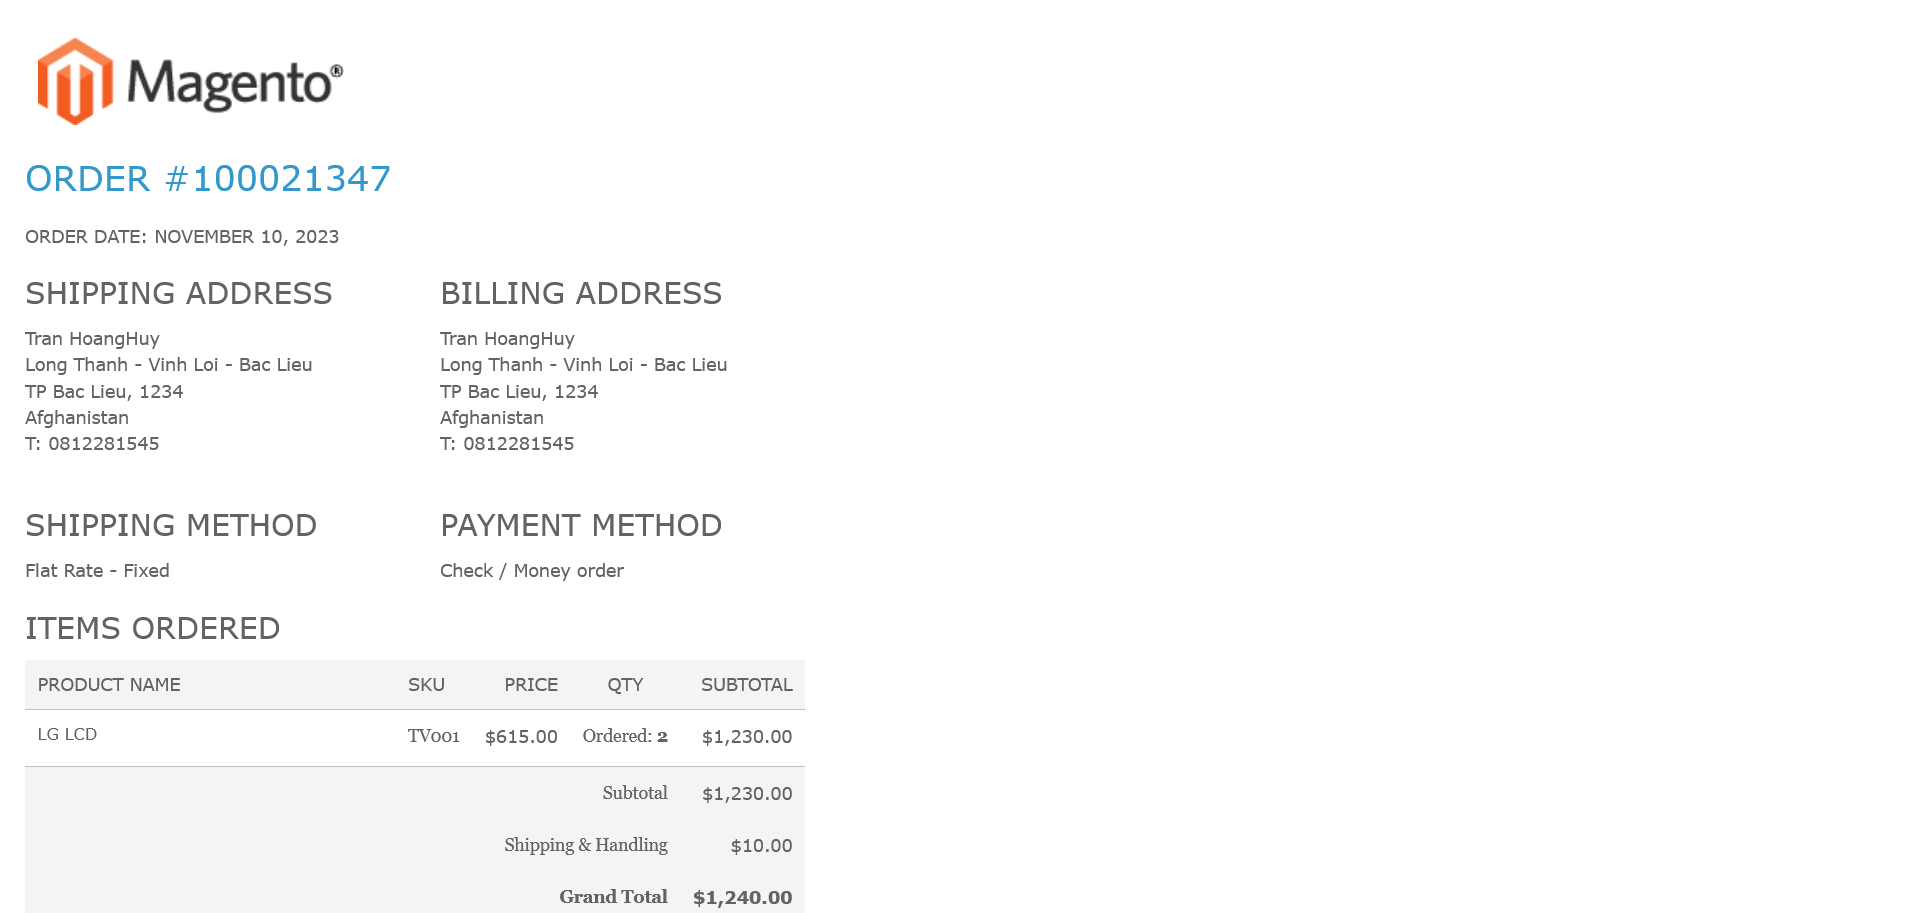 Magento®
ORDER #100021347
ORDER DATE: NOVEMBER 10, 2023
SHIPPING ADDRESS
Tran HoangHuy
Long Thanh - Vinh Loi - Bac Lieu
TP Bac Lieu, 1234
Afghanistan
T: 0812281545
BILLING ADDRESS
Tran HoangHuy
Long Thanh - Vinh Loi - Bac Lieu
TP Bac Lieu, 1234
Afghanistan
T: 0812281545
SHIPPING METHOD
Flat Rate - Fixed
PAYMENT METHOD
Check / Money order
ITEMS ORDERED
PRODUCT NAME SKU PRICE QTY SUBTOTAL
LG LCD TV001 $615.00 Ordered: 2 $1,230.00
Subtotal $1,230.00
Shipping & Handling $10.00
Grand Total $1,240.00